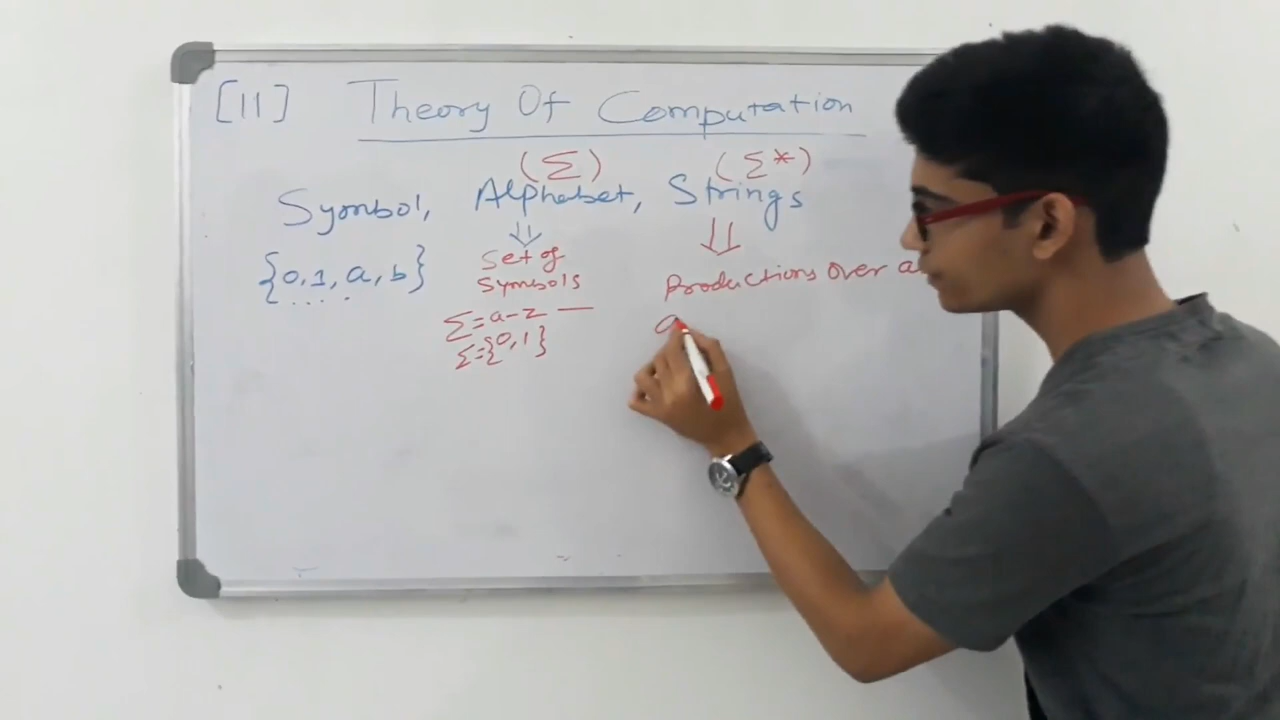 [11] Theory Of Computation
(Σ) (Σ*)
Symbol, Alphabet, Strings
{0,1,a,b}
Set of
Symbols
Productions over
Σ=a-z —
Σ={0,1}
a